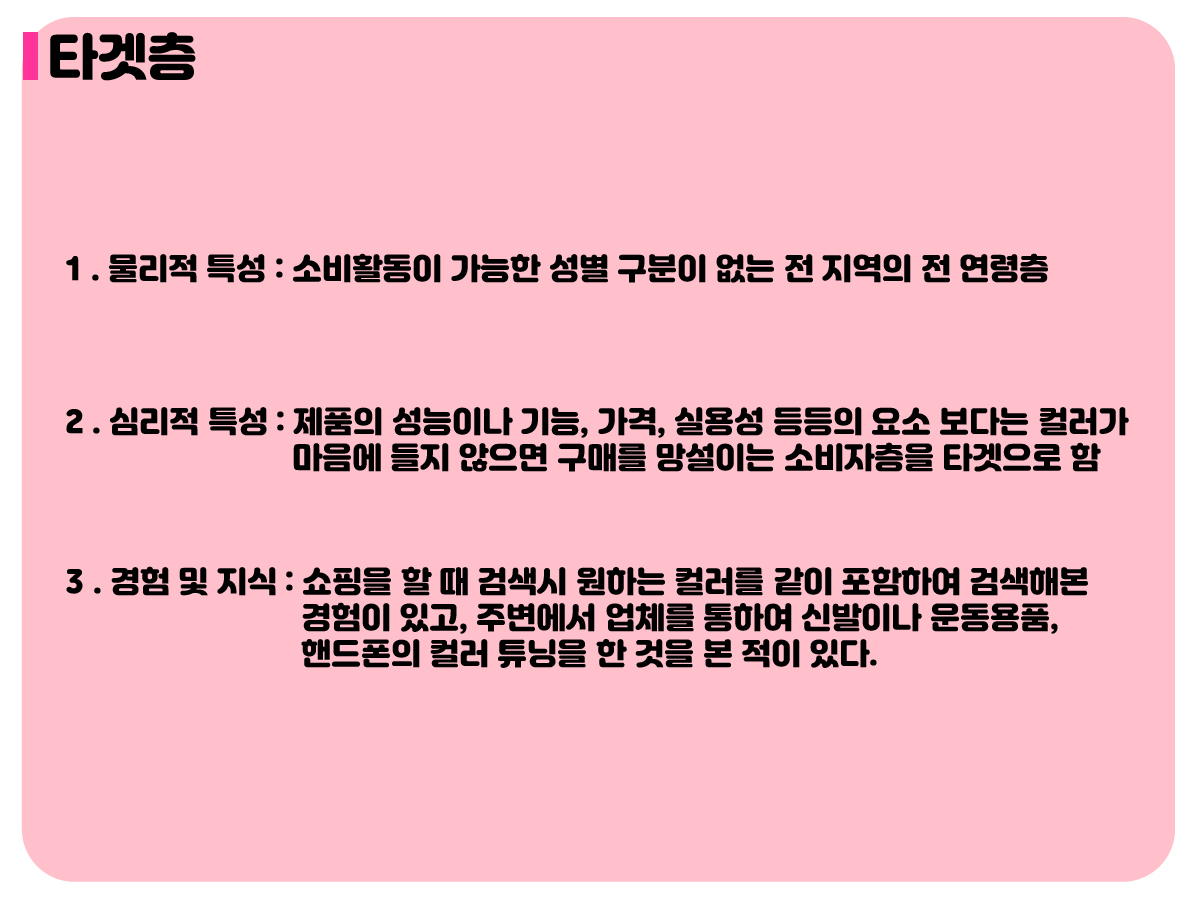 타겟층
1 . 물리적 특성 : 소비활동이 가능한 성별 구분이 없는 전 지역의 전 연령층
2 . 심리적 특성 : 제품의 성능이나 기능, 가격, 실용성 등등의 요소 보다는 컬러가
마음에 들지 않으면 구매를 망설이는 소비자층을 타겟으로 함
3 . 경험 및 지식 : 쇼핑을 할 때 검색시 원하는 컬러를 같이 포함하여 검색해본
경험이 있고, 주변에서 업체를 통하여 신발이나 운동용품,
핸드폰의 컬러 튜닝을 한 것을 본 적이 있다.